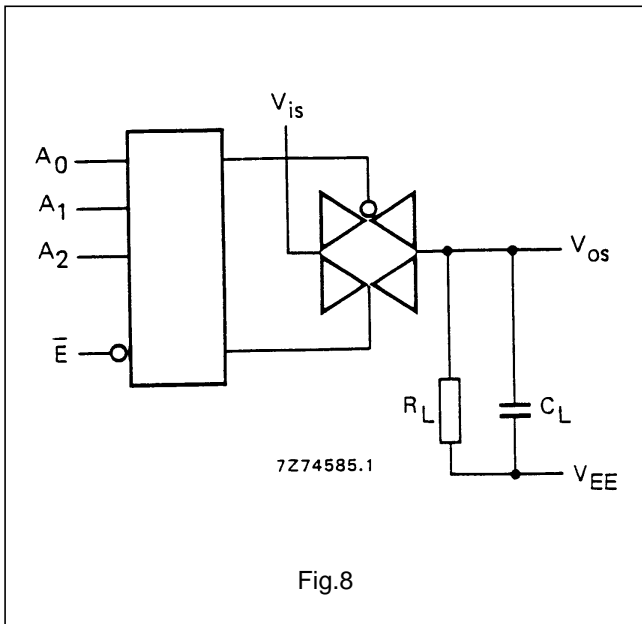 V_is
A_0
A_1
A_2
E̅
V_os
R_L
C_L
7Z74585.1
V_EE
Fig.8